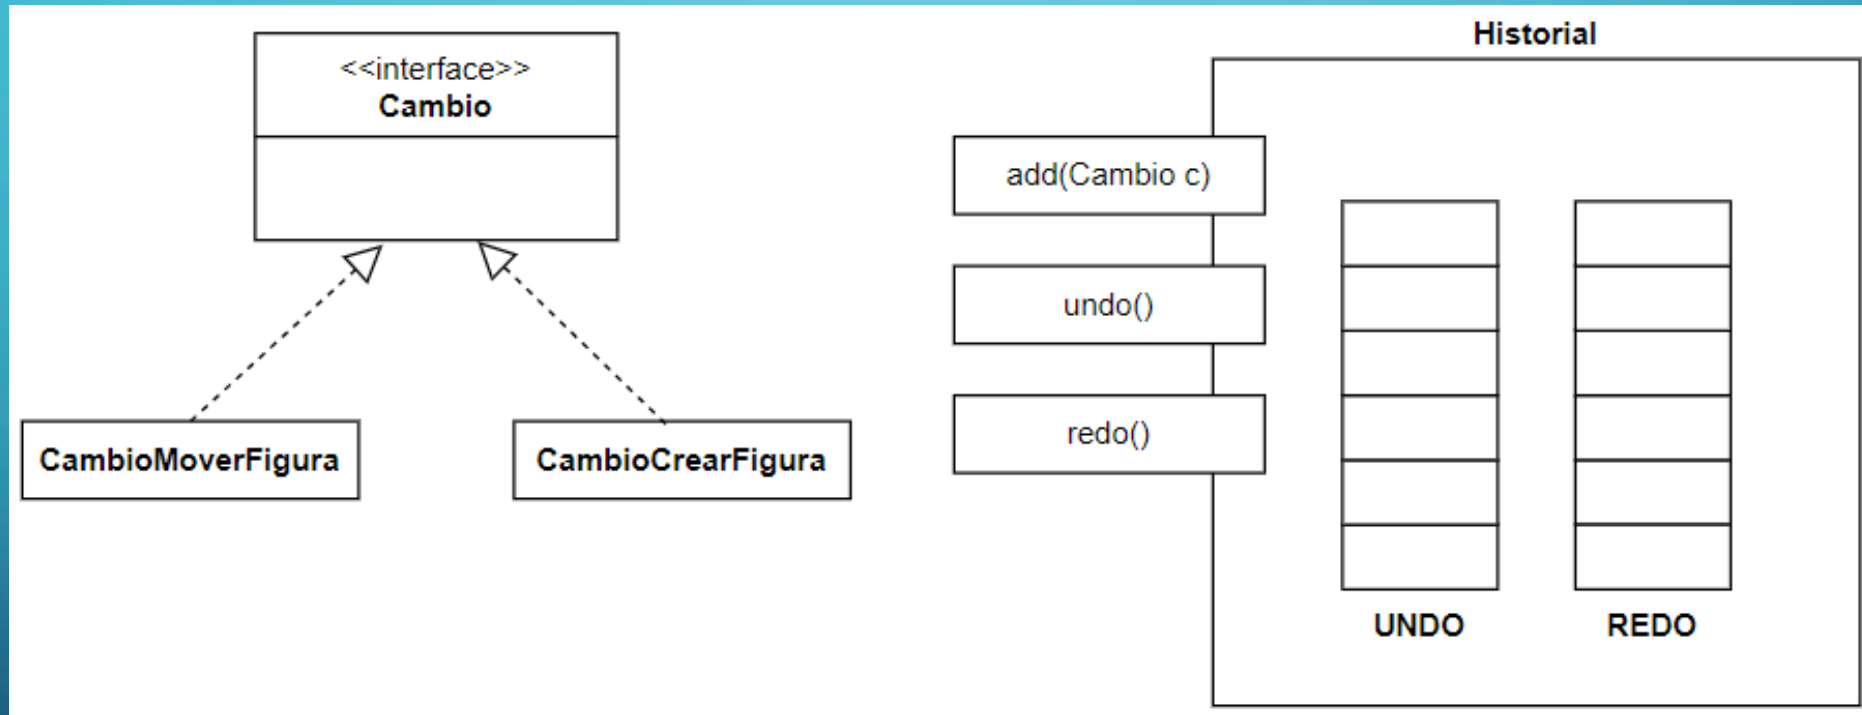 <<interface>>
Cambio
CambioMoverFigura
CambioCrearFigura
Historial
add(Cambio c)
undo()
redo()
UNDO
REDO